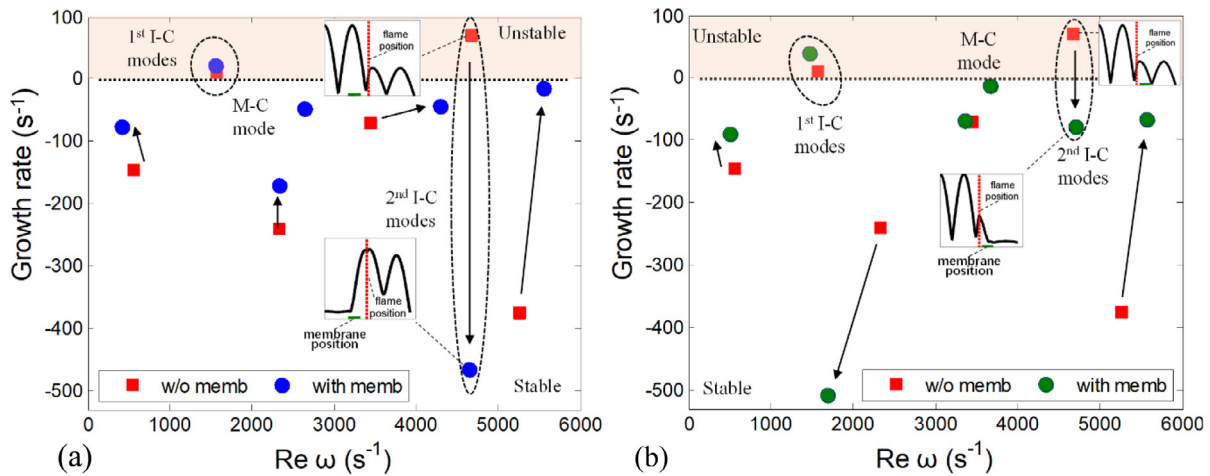 1st I-C
modes
flame
position
Unstable
M-C
mode
2nd I-C
modes
flame
position
membrane
position
Stable
w/o memb
with memb
100
0
-100
-200
-300
-400
-500
Growth rate (s-1)
0
1000
2000
3000
4000
5000
6000
(a)
Re ω (s-1)
Unstable
M-C
mode
flame
position
1st I-C
modes
2nd I-C
modes
flame
position
membrane
position
Stable
w/o memb
with memb
100
0
-100
-200
-300
-400
-500
Growth rate (s-1)
0
1000
2000
3000
4000
5000
6000
(b)
Re ω (s-1)